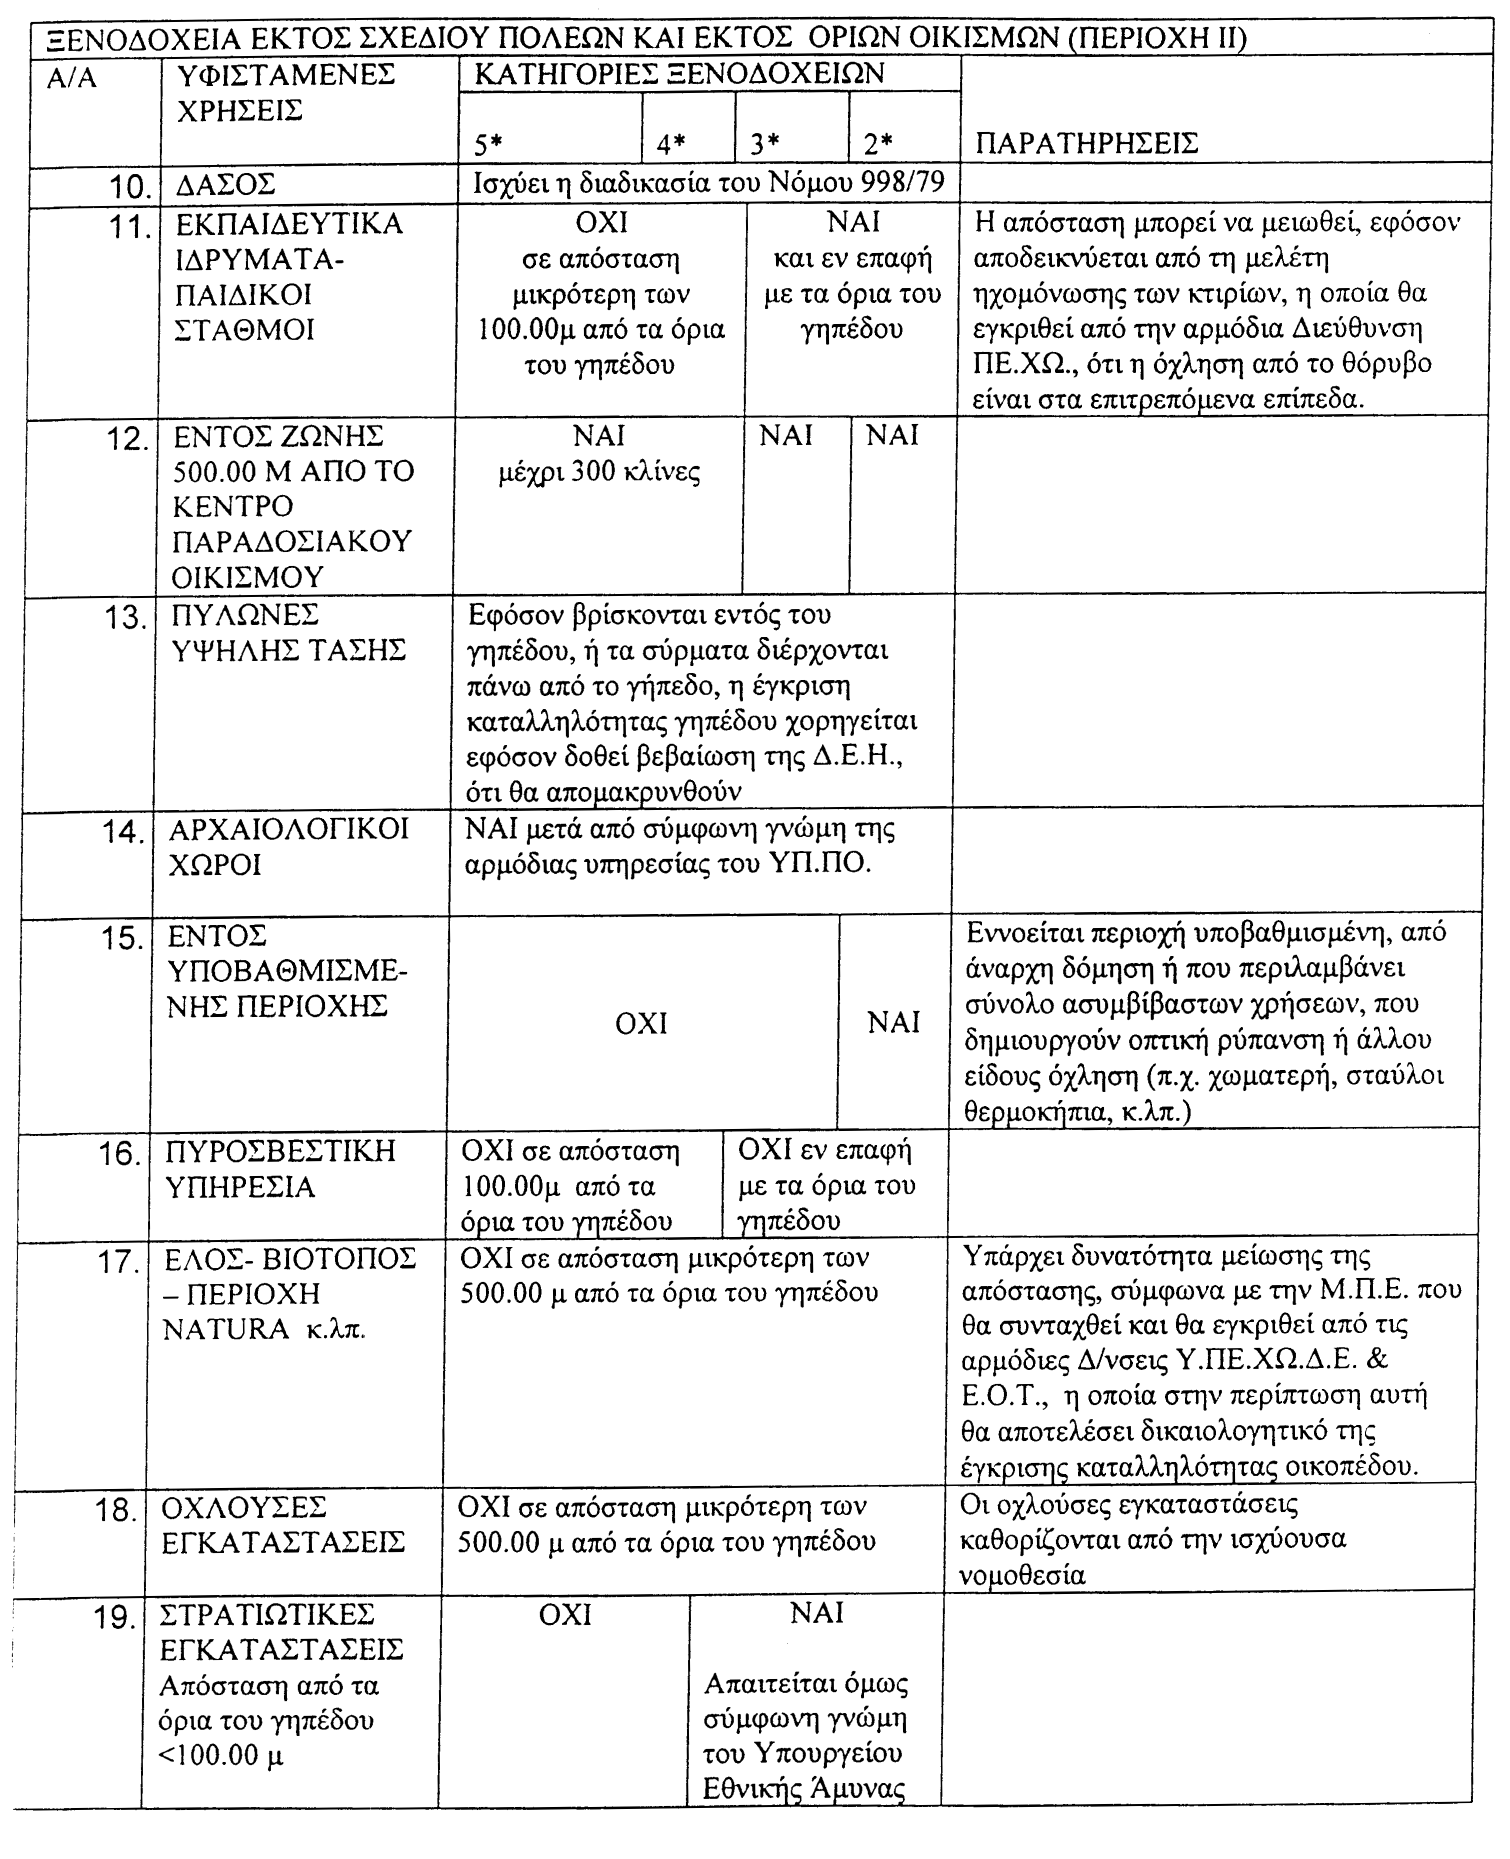 ΞΕΝΟΔΟΧΕΙΑ ΕΚΤΟΣ ΣΧΕΔΙΟΥ ΠΟΛΕΩΝ ΚΑΙ ΕΚΤΟΣ ΟΡΙΩΝ ΟΙΚΙΣΜΩΝ (ΠΕΡΙΟΧΗ ΙΙ)
Α/Α
ΥΦΙΣΤΑΜΕΝΕΣ
ΧΡΗΣΕΙΣ
ΚΑΤΗΓΟΡΙΕΣ ΞΕΝΟΔΟΧΕΙΩΝ
5* 4* 3* 2*
ΠΑΡΑΤΗΡΗΣΕΙΣ
10.
ΔΑΣΟΣ
Ισχύει η διαδικασία του Νόμου 998/79
11.
ΕΚΠΑΙΔΕΥΤΙΚΑ
ΙΔΡΥΜΑΤΑ-
ΠΑΙΔΙΚΟΙ
ΣΤΑΘΜΟΙ
ΟΧΙ
σε απόσταση
μικρότερη των
100.00μ από τα όρια
του γηπέδου
ΝΑΙ
και εν επαφή
με τα όρια του
γηπέδου
Η απόσταση μπορεί να μειωθεί, εφόσον
αποδεικνύεται από τη μελέτη
ηχομόνωσης των κτιρίων, η οποία θα
εγκριθεί από την αρμόδια Διεύθυνση
ΠΕ.ΧΩ., ότι η όχληση από το θόρυβο
είναι στα επιτρεπόμενα επίπεδα.
12.
ΕΝΤΟΣ ΖΩΝΗΣ
500.00 Μ ΑΠΟ ΤΟ
ΚΕΝΤΡΟ
ΠΑΡΑΔΟΣΙΑΚΟΥ
ΟΙΚΙΣΜΟΥ
ΝΑΙ
μέχρι 300 κλίνες
ΝΑΙ
ΝΑΙ
13.
ΠΥΛΩΝΕΣ
ΥΨΗΛΗΣ ΤΑΣΗΣ
Εφόσον βρίσκονται εντός του
γηπέδου, ή τα σύρματα διέρχονται
πάνω από το γήπεδο, η έγκριση
καταλληλότητας γηπέδου χορηγείται
εφόσον δοθεί βεβαίωση της Δ.Ε.Η.,
ότι θα απομακρυνθούν
14.
ΑΡΧΑΙΟΛΟΓΙΚΟΙ
ΧΩΡΟΙ
ΝΑΙ μετά από σύμφωνη γνώμη της
αρμόδιας υπηρεσίας του ΥΠ.ΠΟ.
15.
ΕΝΤΟΣ
ΥΠΟΒΑΘΜΙΣΜΕ-
ΝΗΣ ΠΕΡΙΟΧΗΣ
ΟΧΙ
ΝΑΙ
Εννοείται περιοχή υποβαθμισμένη, από
άναρχη δόμηση ή που περιλαμβάνει
σύνολο ασυμβίβαστων χρήσεων, που
δημιουργούν οπτική ρύπανση ή άλλου
είδους όχληση (π.χ. χωματερή, σταύλοι
θερμοκήπια, κ.λπ.)
16.
ΠΥΡΟΣΒΕΣΤΙΚΗ
ΥΠΗΡΕΣΙΑ
ΟΧΙ σε απόσταση
100.00μ από τα
όρια του γηπέδου
ΟΧΙ εν επαφή
με τα όρια του
γηπέδου
17.
ΕΛΟΣ- ΒΙΟΤΟΠΟΣ
– ΠΕΡΙΟΧΗ
NATURA κ.λπ.
ΟΧΙ σε απόσταση μικρότερη των
500.00 μ από τα όρια του γηπέδου
Υπάρχει δυνατότητα μείωσης της
απόστασης, σύμφωνα με την Μ.Π.Ε. που
θα συνταχθεί και θα εγκριθεί από τις
αρμόδιες Δ/νσεις Υ.ΠΕ.ΧΩ.Δ.Ε. &
Ε.Ο.Τ., η οποία στην περίπτωση αυτή
θα αποτελέσει δικαιολογητικό της
έγκρισης καταλληλότητας οικοπέδου.
18.
ΟΧΛΟΥΣΕΣ
ΕΓΚΑΤΑΣΤΑΣΕΙΣ
ΟΧΙ σε απόσταση μικρότερη των
500.00 μ από τα όρια του γηπέδου
Οι οχλούσες εγκαταστάσεις
καθορίζονται από την ισχύουσα
νομοθεσία
19.
ΣΤΡΑΤΙΩΤΙΚΕΣ
ΕΓΚΑΤΑΣΤΑΣΕΙΣ
Απόσταση από τα
όρια του γηπέδου
<100.00 μ
ΟΧΙ
ΝΑΙ
Απαιτείται όμως
σύμφωνη γνώμη
του Υπουργείου
Εθνικής Άμυνας